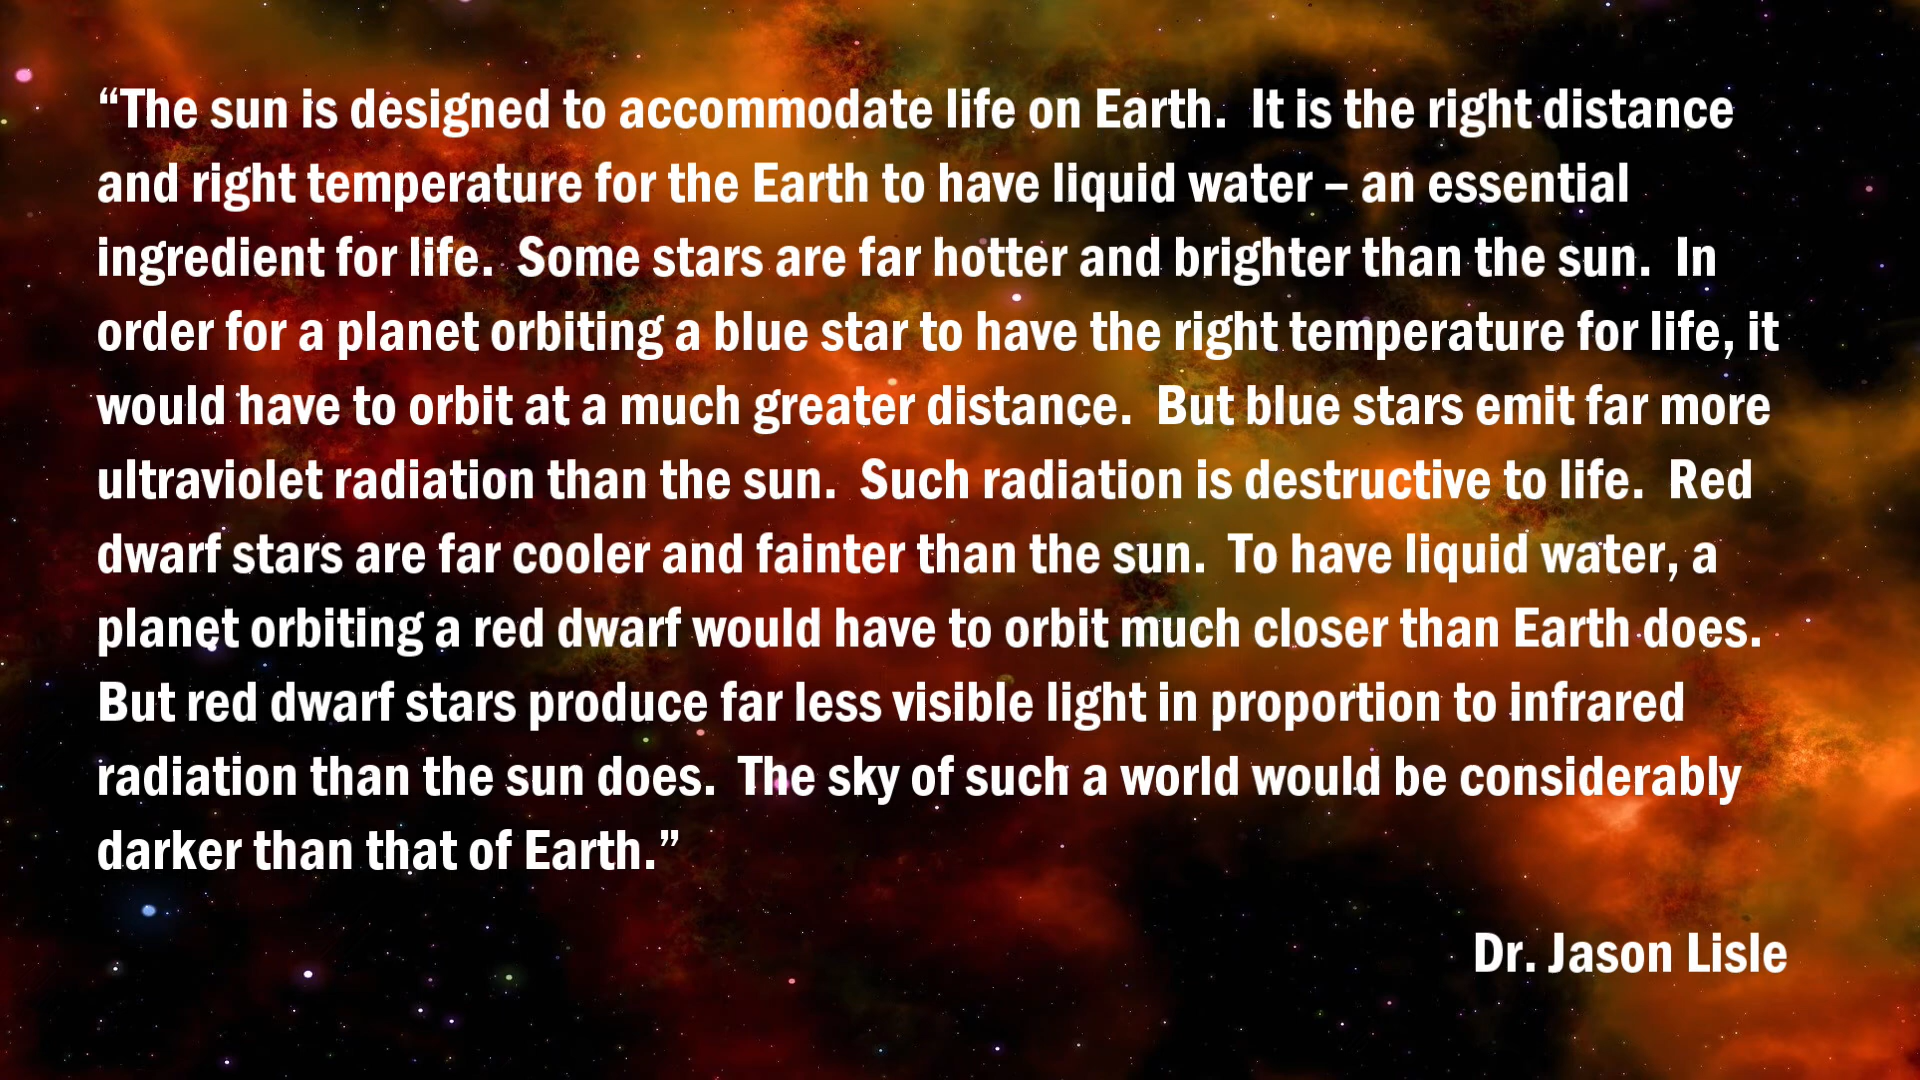 “The sun is designed to accommodate life on Earth.  It is the right distance
and right temperature for the Earth to have liquid water – an essential
ingredient for life.  Some stars are far hotter and brighter than the sun.  In
order for a planet orbiting a blue star to have the right temperature for life, it
would have to orbit at a much greater distance.  But blue stars emit far more
ultraviolet radiation than the sun.  Such radiation is destructive to life.  Red
dwarf stars are far cooler and fainter than the sun.  To have liquid water, a
planet orbiting a red dwarf would have to orbit much closer than Earth does.
But red dwarf stars produce far less visible light in proportion to infrared
radiation than the sun does.  The sky of such a world would be considerably
darker than that of Earth.”
Dr. Jason Lisle